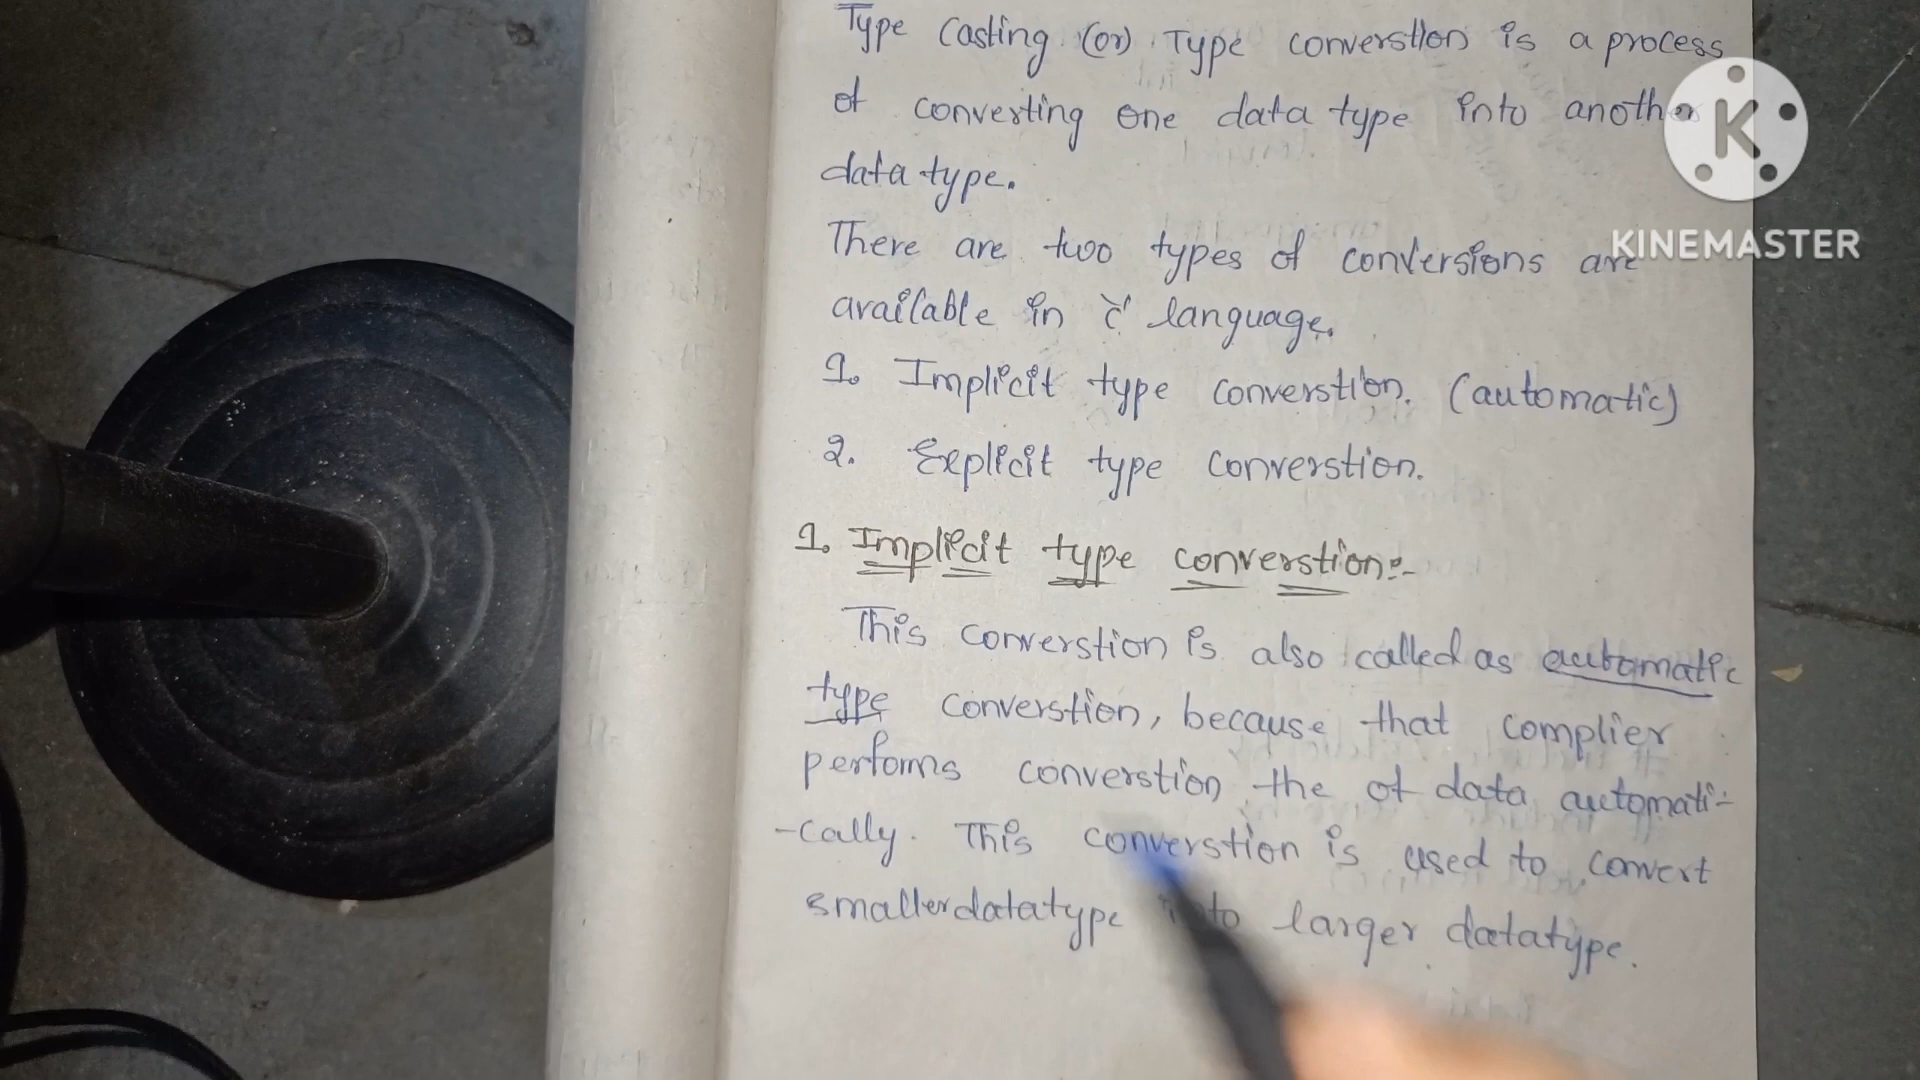 Type Casting (or) Type converstion is a process
of converting one data type into another
data type.
There are two types of conversions are
available in 'c' language.
1. Implicit type converstion. (automatic)
2. Explicit type converstion.
1. Implicit type converstion:-
This converstion is also called as automatic
type converstion, because that complier
performs converstion the of data automati-
-cally. This converstion is used to convert
smallerdatatype into larger datatype.
KINEMASTER